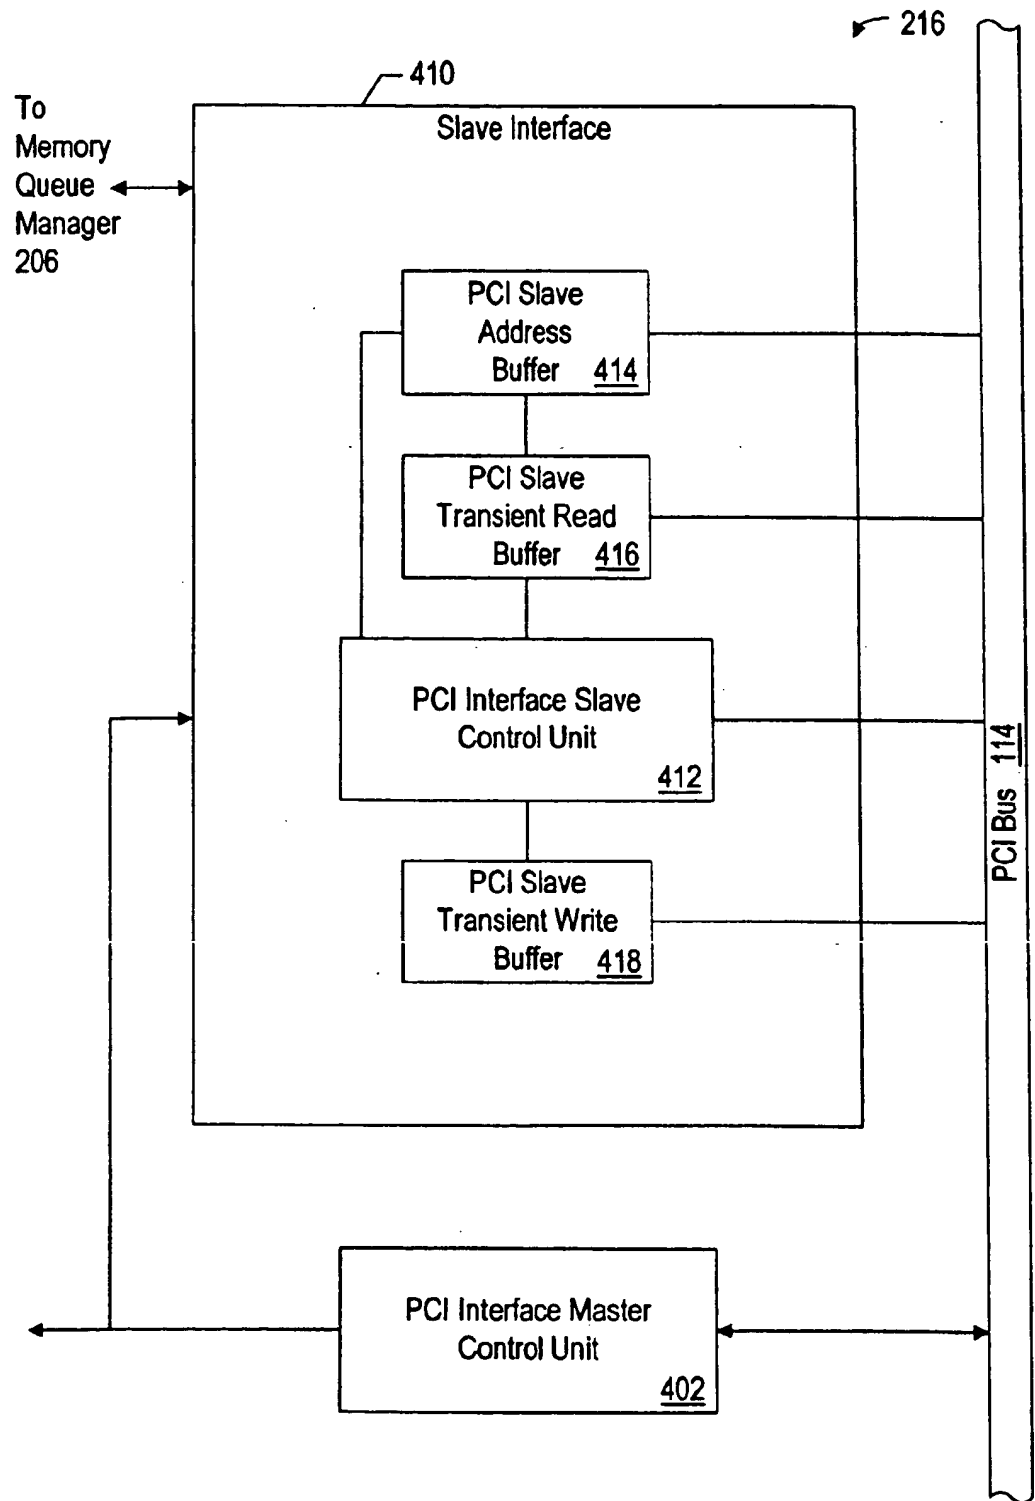 216
410
To
Memory
Queue
Manager
206
Slave Interface
PCI Slave
Address
Buffer 414
PCI Slave
Transient Read
Buffer 416
PCI Interface Slave
Control Unit
412
PCI Slave
Transient Write
Buffer 418
PCI Bus 114
PCI Interface Master
Control Unit
402